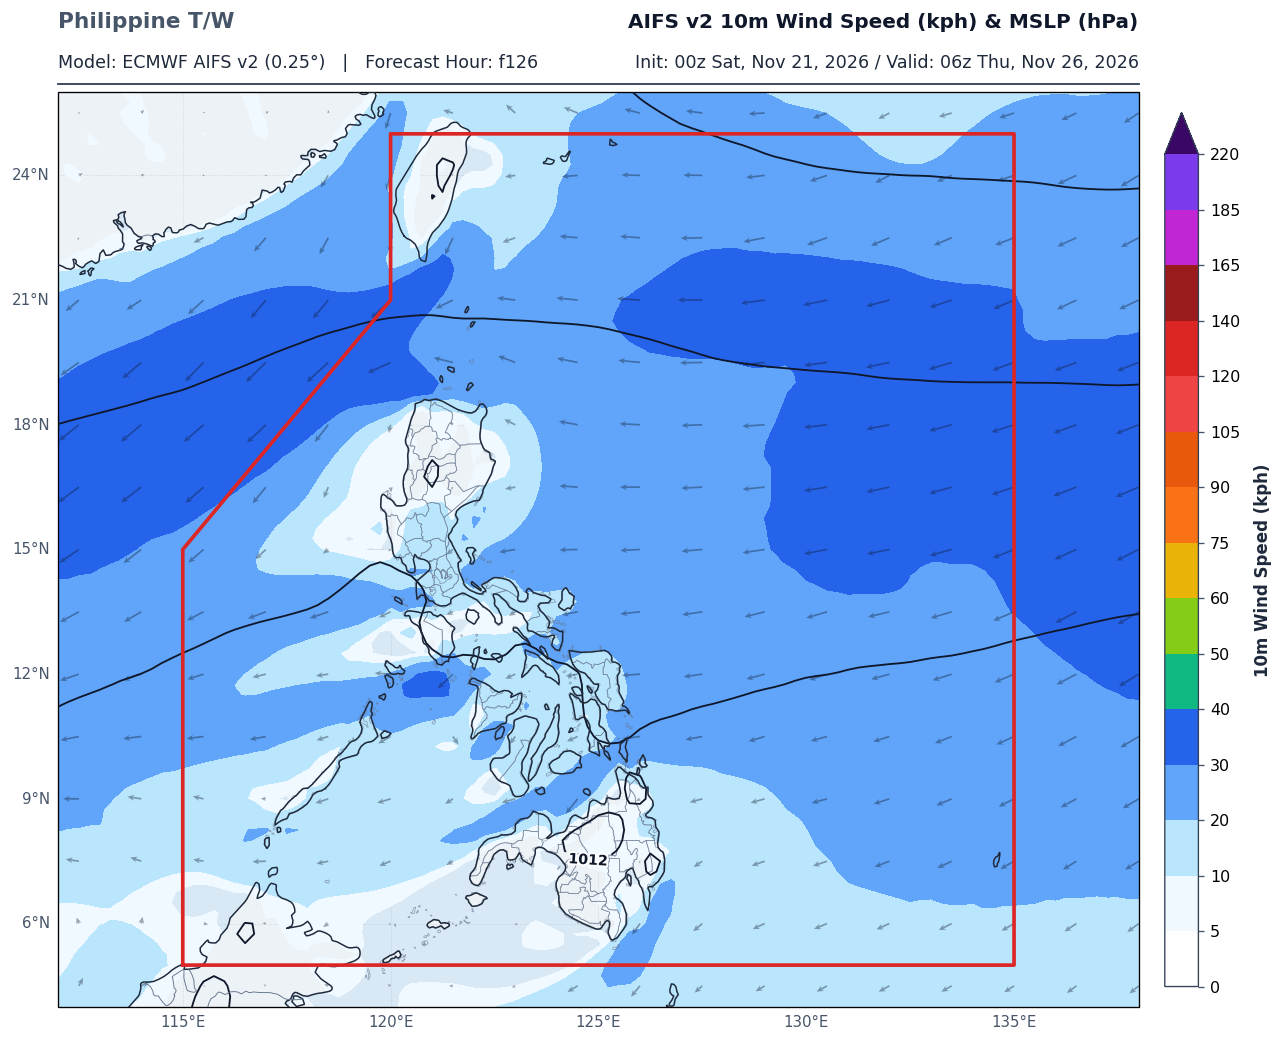 Philippine T/W
AIFS v2 10m Wind Speed (kph) & MSLP (hPa)
Model: ECMWF AIFS v2 (0.25°) | Forecast Hour: f126
Init: 00z Sat, Nov 21, 2026 / Valid: 06z Thu, Nov 26, 2026
24°N
21°N
18°N
15°N
12°N
9°N
6°N
1012
115°E
120°E
125°E
130°E
135°E
220
185
165
140
120
105
90
75
60
50
40
30
20
10
5
0
10m Wind Speed (kph)